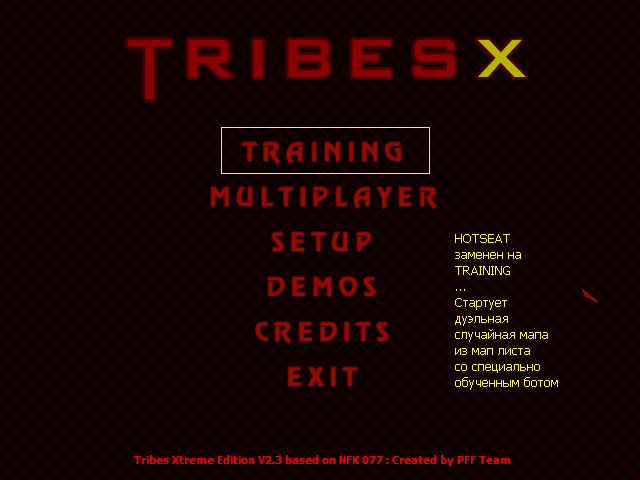 TRIBES X
TRAINING
MULTIPLAYER
SETUP
DEMOS
CREDITS
EXIT
HOTSEAT
заменен на
TRAINING
...
Стартует
дуэльная
случайная мапа
из мап листа
со специально
обученным ботом
Tribes Xtreme Edition V2.3 based on NFK 077 : Created by PFF Team